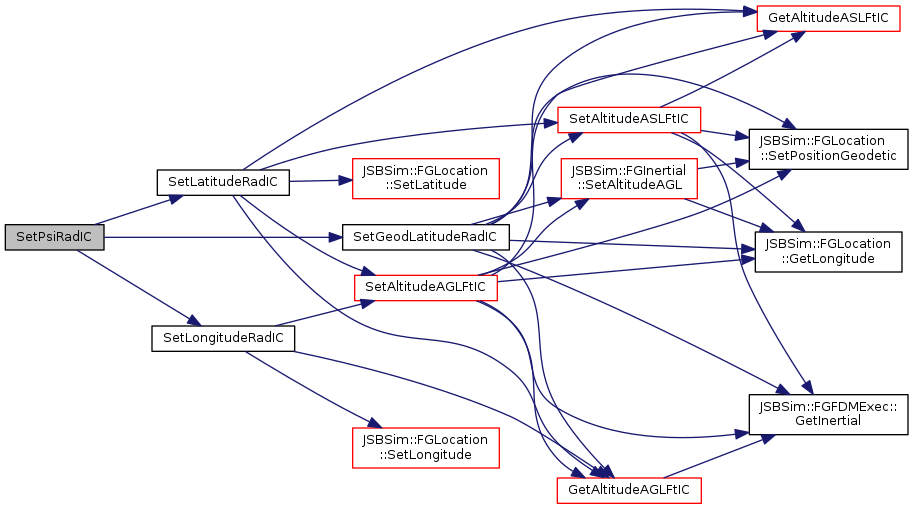 GetAltitudeASLFtIC
SetAltitudeASLFtIC
JSBSim::FGLocation
::SetPositionGeodetic
JSBSim::FGLocation
::SetLatitude
JSBSim::FGInertial
::SetAltitudeAGL
SetLatitudeRadIC
SetPsiRadIC
SetGeodLatitudeRadIC
JSBSim::FGLocation
::GetLongitude
SetAltitudeAGLFtIC
SetLongitudeRadIC
JSBSim::FGFDMExec::
GetInertial
JSBSim::FGLocation
::SetLongitude
GetAltitudeAGLFtIC